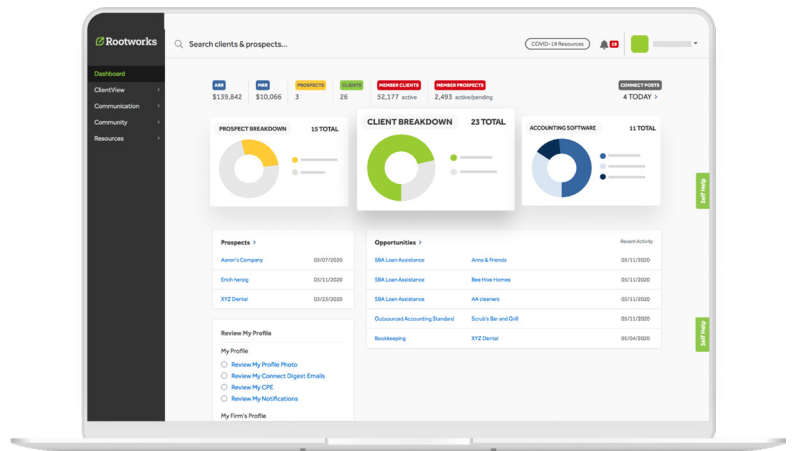 Rootworks
Search clients & prospects...
COVID-19 Resources
19
Dashboard
ClientView
Communication
Community
Resources
ARR
$139,842
MRR
$10,066
PROSPECTS
3
CLIENTS
26
MEMBER CLIENTS
52,177 active
MEMBER PROSPECTS
2,493 active/pending
CONNECT POSTS
4 TODAY >
PROSPECT BREAKDOWN 15 TOTAL
CLIENT BREAKDOWN 23 TOTAL
ACCOUNTING SOFTWARE 11 TOTAL
Self Help
Prospects >
Aaron's Company 05/07/2020
Erich herzig 05/11/2020
XYZ Dental 03/23/2020
Opportunities > Recent Activity
SBA Loan Assistance Anns & Friends 05/11/2020
SBA Loan Assistance Bee Hive Homes 05/11/2020
SBA Loan Assistance AA cleaners 05/11/2020
Outsourced Accounting Standard Scrub's Bar and Grill 05/11/2020
Bookkeeping XYZ Dental 05/04/2020
Self Help
Review My Profile
My Profile
Review My Profile Photo
Review My Connect Digest Emails
Review My CPE
Review My Notifications
My Firm's Profile